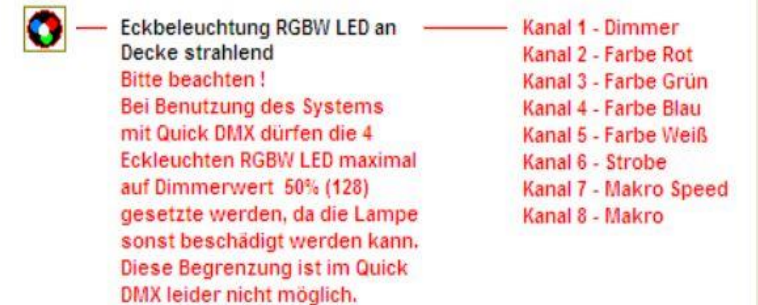 Eckbeleuchtung RGBW LED an
Decke strahlend
Bitte beachten !
Bei Benutzung des Systems
mit Quick DMX dürfen die 4
Eckleuchten RGBW LED maximal
auf Dimmerwert 50% (128)
gesetzte werden, da die Lampe
sonst beschädigt werden kann.
Diese Begrenzung ist im Quick
DMX leider nicht möglich.
Kanal 1 - Dimmer
Kanal 2 - Farbe Rot
Kanal 3 - Farbe Grün
Kanal 4 - Farbe Blau
Kanal 5 - Farbe Weiß
Kanal 6 - Strobe
Kanal 7 - Makro Speed
Kanal 8 - Makro